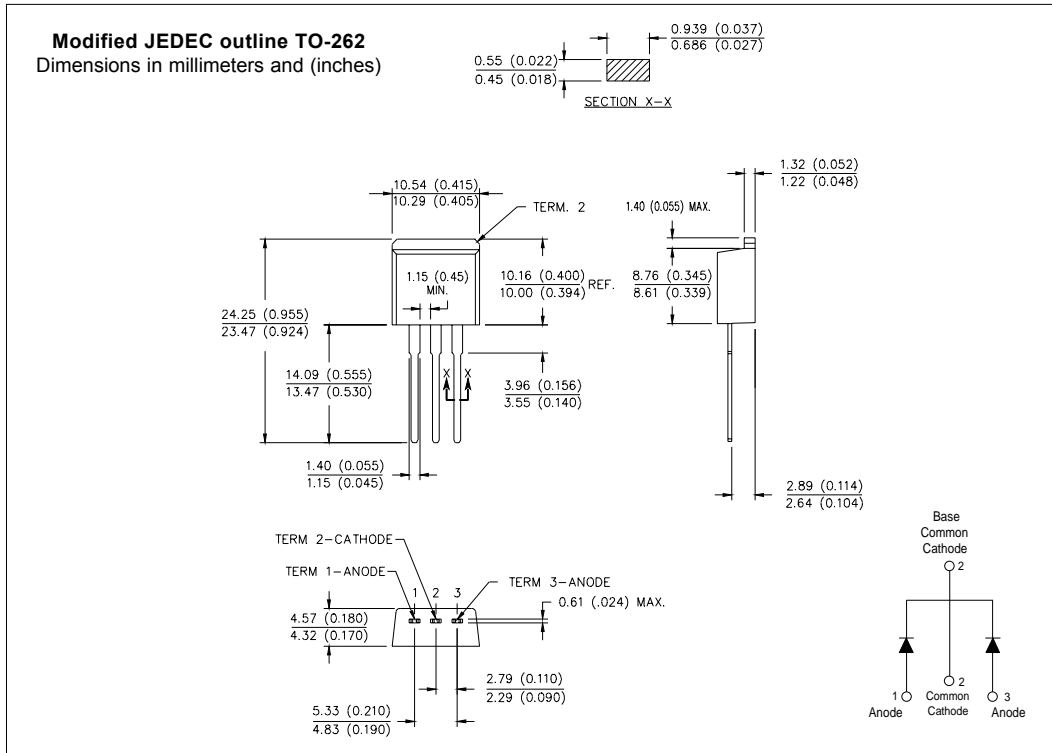 Modified JEDEC outline TO-262
Dimensions in millimeters and (inches)
0.939 (0.037)
0.686 (0.027)
0.55 (0.022)
0.45 (0.018)
SECTION X-X
1.32 (0.052)
1.22 (0.048)
10.54 (0.415)
10.29 (0.405)
TERM. 2
1.40 (0.055) MAX.
1.15 (0.45)
MIN.
10.16 (0.400)
10.00 (0.394)
REF.
8.76 (0.345)
8.61 (0.339)
24.25 (0.955)
23.47 (0.924)
14.09 (0.555)
13.47 (0.530)
X X
3.96 (0.156)
3.55 (0.140)
1.40 (0.055)
1.15 (0.045)
2.89 (0.114)
2.64 (0.104)
TERM 2-CATHODE
TERM 1-ANODE
1 2 3
TERM 3-ANODE
0.61 (.024) MAX.
4.57 (0.180)
4.32 (0.170)
2.79 (0.110)
2.29 (0.090)
5.33 (0.210)
4.83 (0.190)
Base
Common
Cathode
2
2
1
Anode
Common
Cathode
3
Anode